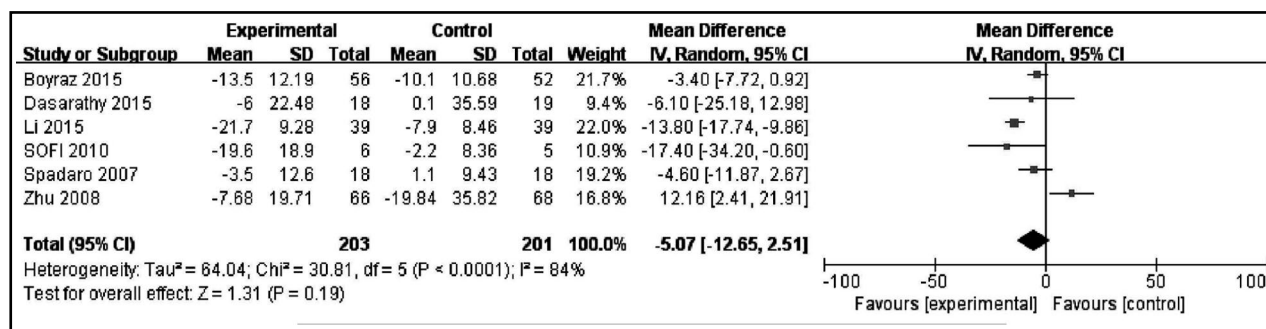 Experimental Control Mean Difference Mean Difference
Study or Subgroup Mean SD Total Mean SD Total Weight IV, Random, 95% CI IV, Random, 95% CI
Boyraz 2015 -13.5 12.19 56 -10.1 10.68 52 21.7% -3.40 [-7.72, 0.92]
Dasarathy 2015 -6 22.48 18 0.1 35.59 19 9.4% -6.10 [-25.18, 12.98]
Li 2015 -21.7 9.28 39 -7.9 8.46 39 22.0% -13.80 [-17.74, -9.86]
SOFI 2010 -19.6 18.9 6 -2.2 8.36 5 10.9% -17.40 [-34.20, -0.60]
Spadaro 2007 -3.5 12.6 18 1.1 9.43 18 19.2% -4.60 [-11.87, 2.67]
Zhu 2008 -7.68 19.71 66 -19.84 35.82 68 16.8% 12.16 [2.41, 21.91]
Total (95% CI) 203 201 100.0% -5.07 [-12.65, 2.51]
Heterogeneity: Tau² = 64.04; Chi² = 30.81, df = 5 (P < 0.0001); I² = 84%
Test for overall effect: Z = 1.31 (P = 0.19)
-100 -50 0 50 100
Favours [experimental] Favours [control]